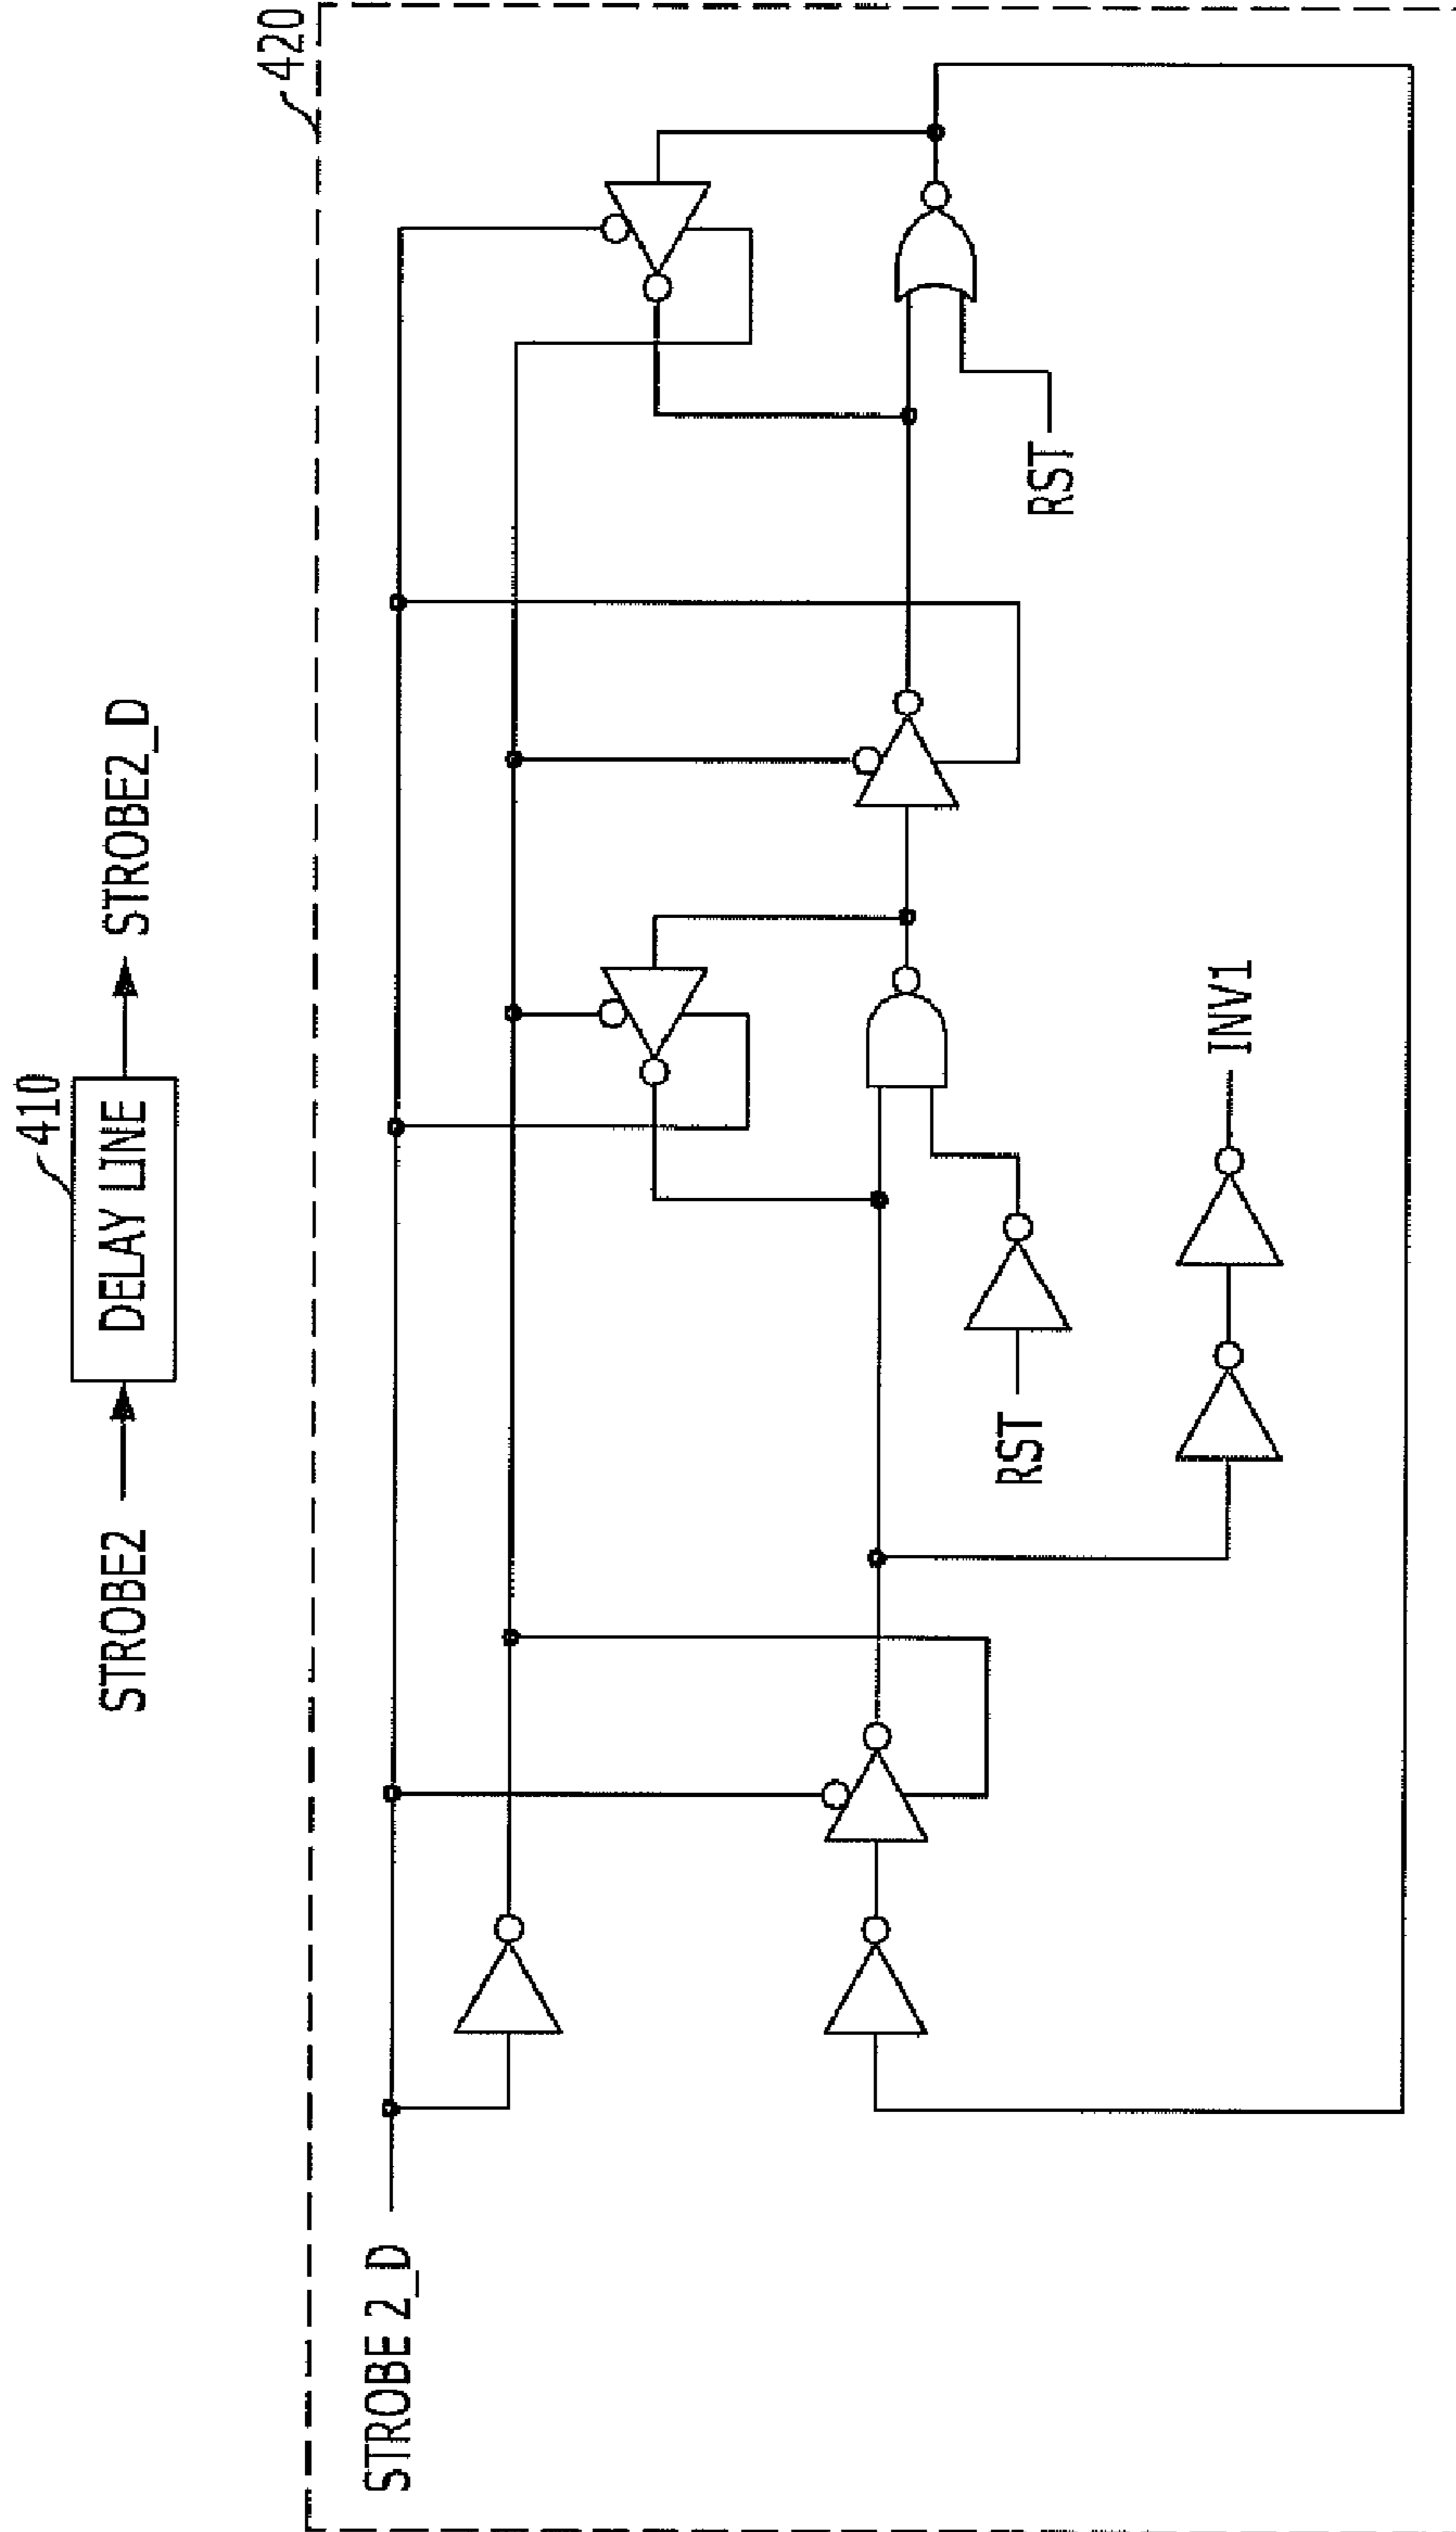 410
STROBE2
DELAY LINE
STROBE2_D
420
STROBE 2_D
RST
RST
INV1